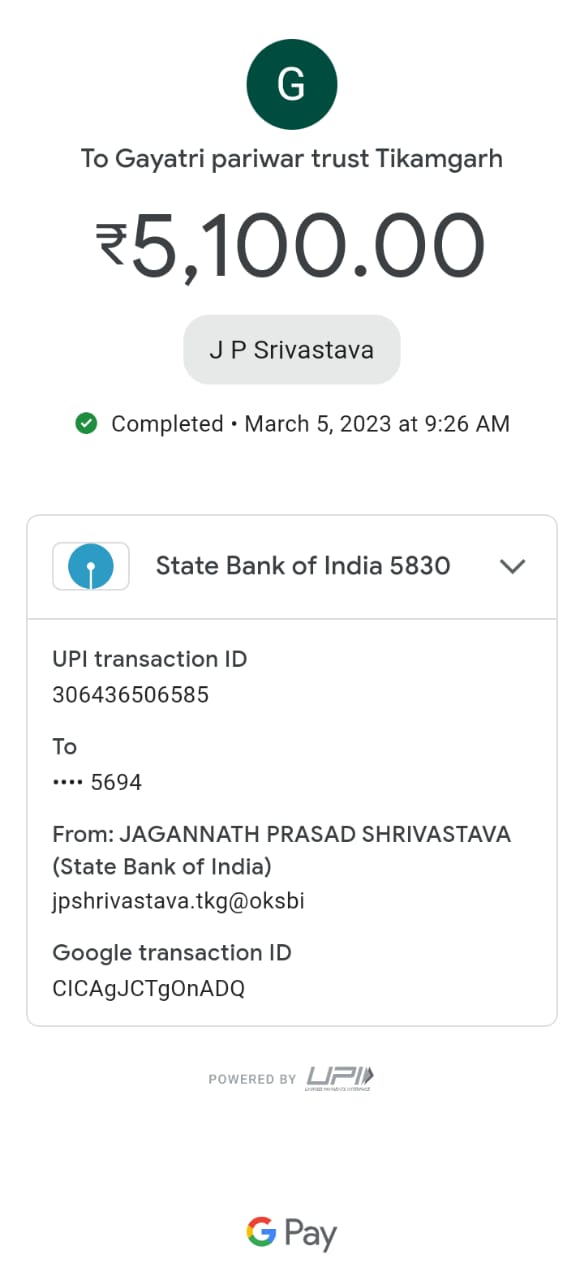 G
To Gayatri pariwar trust Tikamgarh
₹5,100.00
J P Srivastava
Completed • March 5, 2023 at 9:26 AM
State Bank of India 5830
UPI transaction ID
306436506585
To
•••• 5694
From: JAGANNATH PRASAD SHRIVASTAVA
(State Bank of India)
jpshrivastava.tkg@oksbi
Google transaction ID
CICAgJCTgOnADQ
POWERED BY UPI
UNIFIED PAYMENTS INTERFACE
G Pay